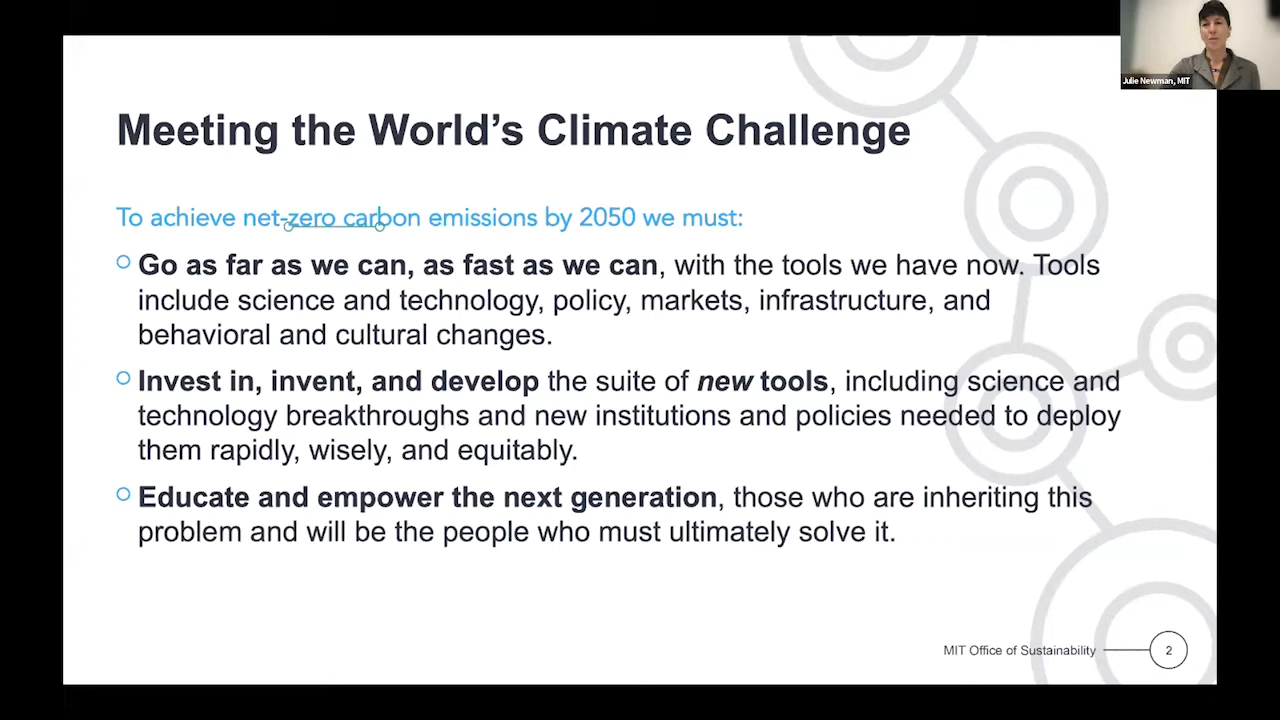 Julie Newman, MIT
Meeting the World’s Climate Challenge
To achieve net-zero carbon emissions by 2050 we must:
Go as far as we can, as fast as we can, with the tools we have now. Tools
include science and technology, policy, markets, infrastructure, and
behavioral and cultural changes.
Invest in, invent, and develop the suite of new tools, including science and
technology breakthroughs and new institutions and policies needed to deploy
them rapidly, wisely, and equitably.
Educate and empower the next generation, those who are inheriting this
problem and will be the people who must ultimately solve it.
MIT Office of Sustainability 2